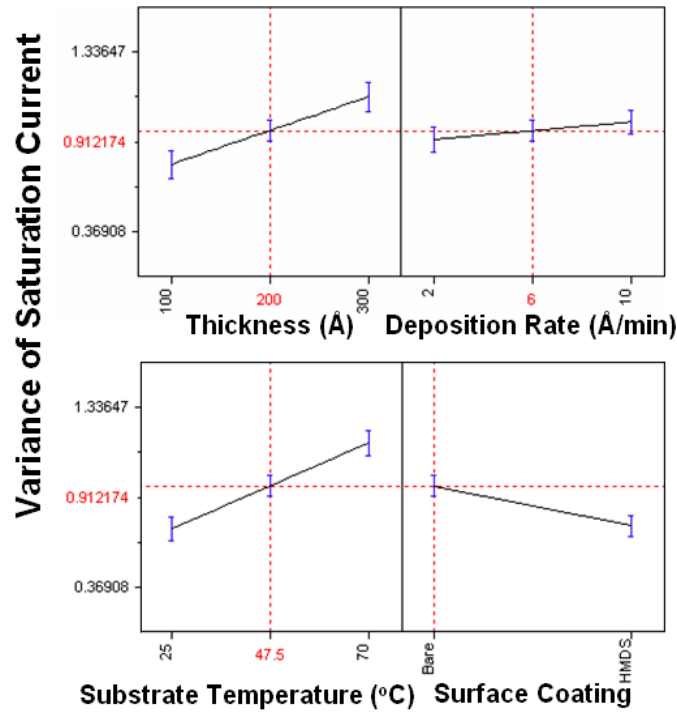 Variance of Saturation Current
1.33647
0.912174
0.36908
100
200
300
2
6
10
Thickness (Å)
Deposition Rate (Å/min)
1.33647
0.912174
0.36908
25
47.5
70
Bare
HMDS
Substrate Temperature (ºC)
Surface Coating